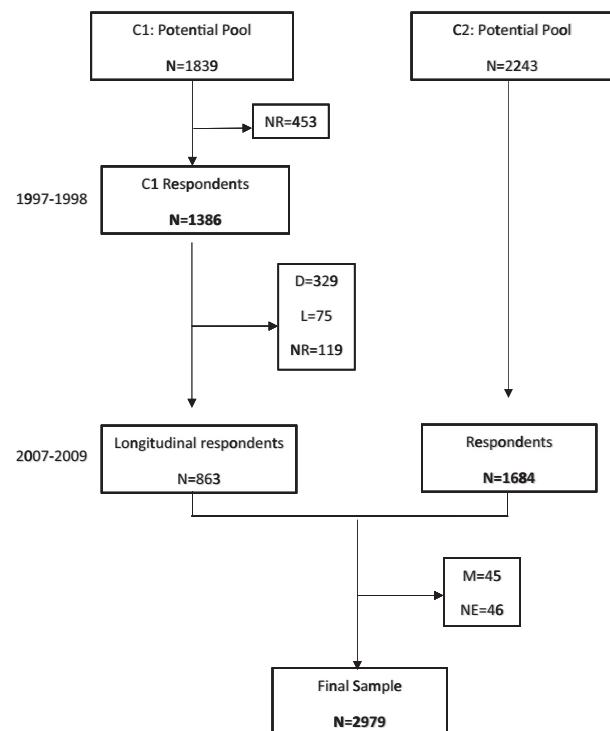 C1: Potential Pool
N=1839
C2: Potential Pool
N=2243
NR=453
1997-1998
C1 Respondents
N=1386
D=329
L=75
NR=119
2007-2009
Longitudinal respondents
N=863
Respondents
N=1684
M=45
NE=46
Final Sample
N=2979